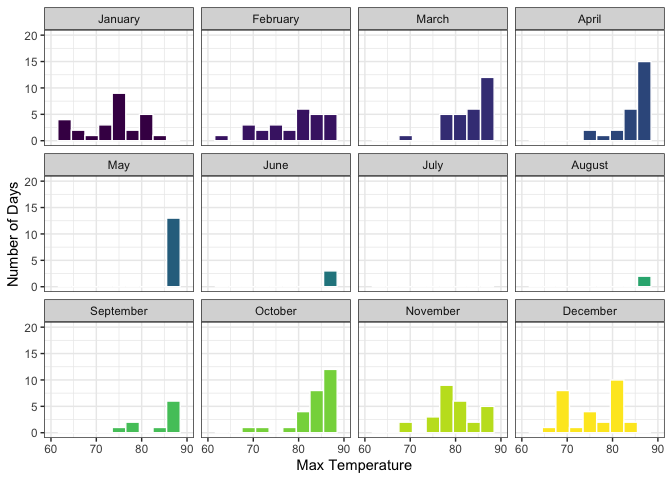 January February March April
20
15
10
5
0
May June July August
20
15
10
5
0
September October November December
20
15
10
5
0
60 70 80 90 60 70 80 90 60 70 80 90 60 70 80 90
Max Temperature
Number of Days